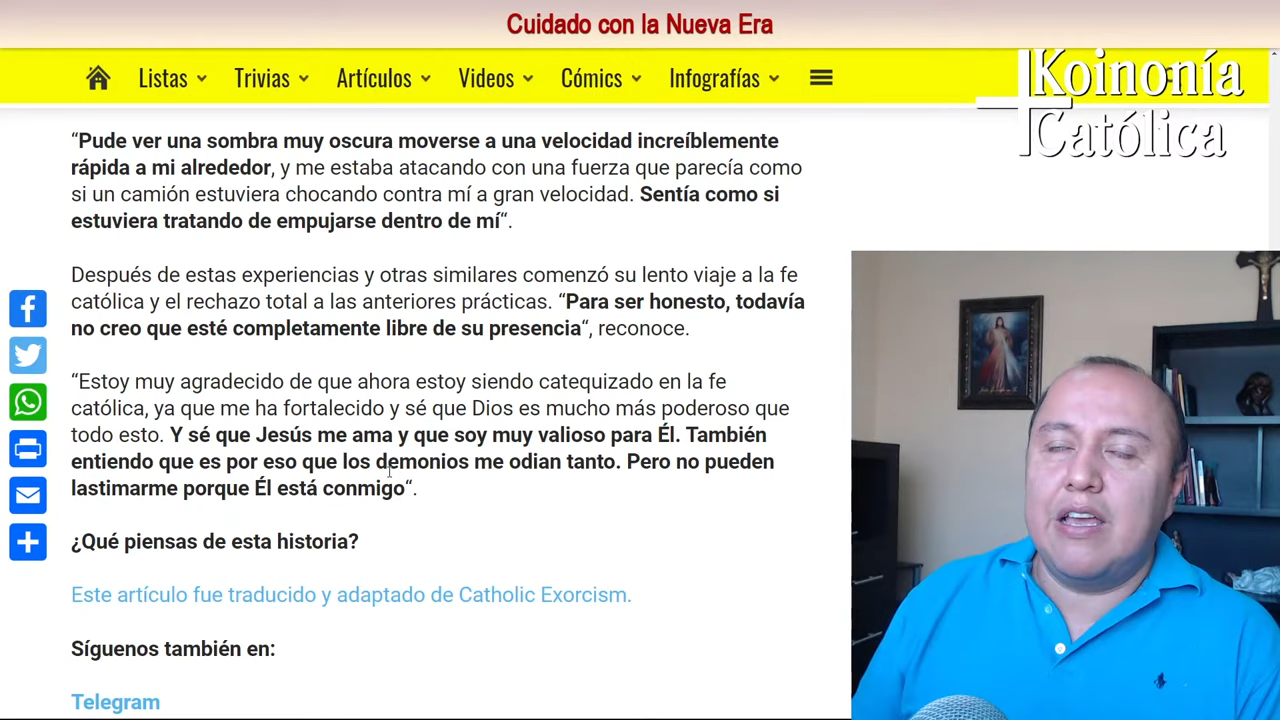 Cuidado con la Nueva Era
Listas Trivias Artículos Videos Cómics Infografías
Koinonía
Católica
“Pude ver una sombra muy oscura moverse a una velocidad increíblemente
rápida a mi alrededor, y me estaba atacando con una fuerza que parecía como
si un camión estuviera chocando contra mí a gran velocidad. Sentía como si
estuviera tratando de empujarse dentro de mí“.
Después de estas experiencias y otras similares comenzó su lento viaje a la fe
católica y el rechazo total a las anteriores prácticas. “Para ser honesto, todavía
no creo que esté completamente libre de su presencia“, reconoce.
“Estoy muy agradecido de que ahora estoy siendo catequizado en la fe
católica, ya que me ha fortalecido y sé que Dios es mucho más poderoso que
todo esto. Y sé que Jesús me ama y que soy muy valioso para Él. También
entiendo que es por eso que los demonios me odian tanto. Pero no pueden
lastimarme porque Él está conmigo“.
¿Qué piensas de esta historia?
Este artículo fue traducido y adaptado de Catholic Exorcism.
Síguenos también en:
Telegram